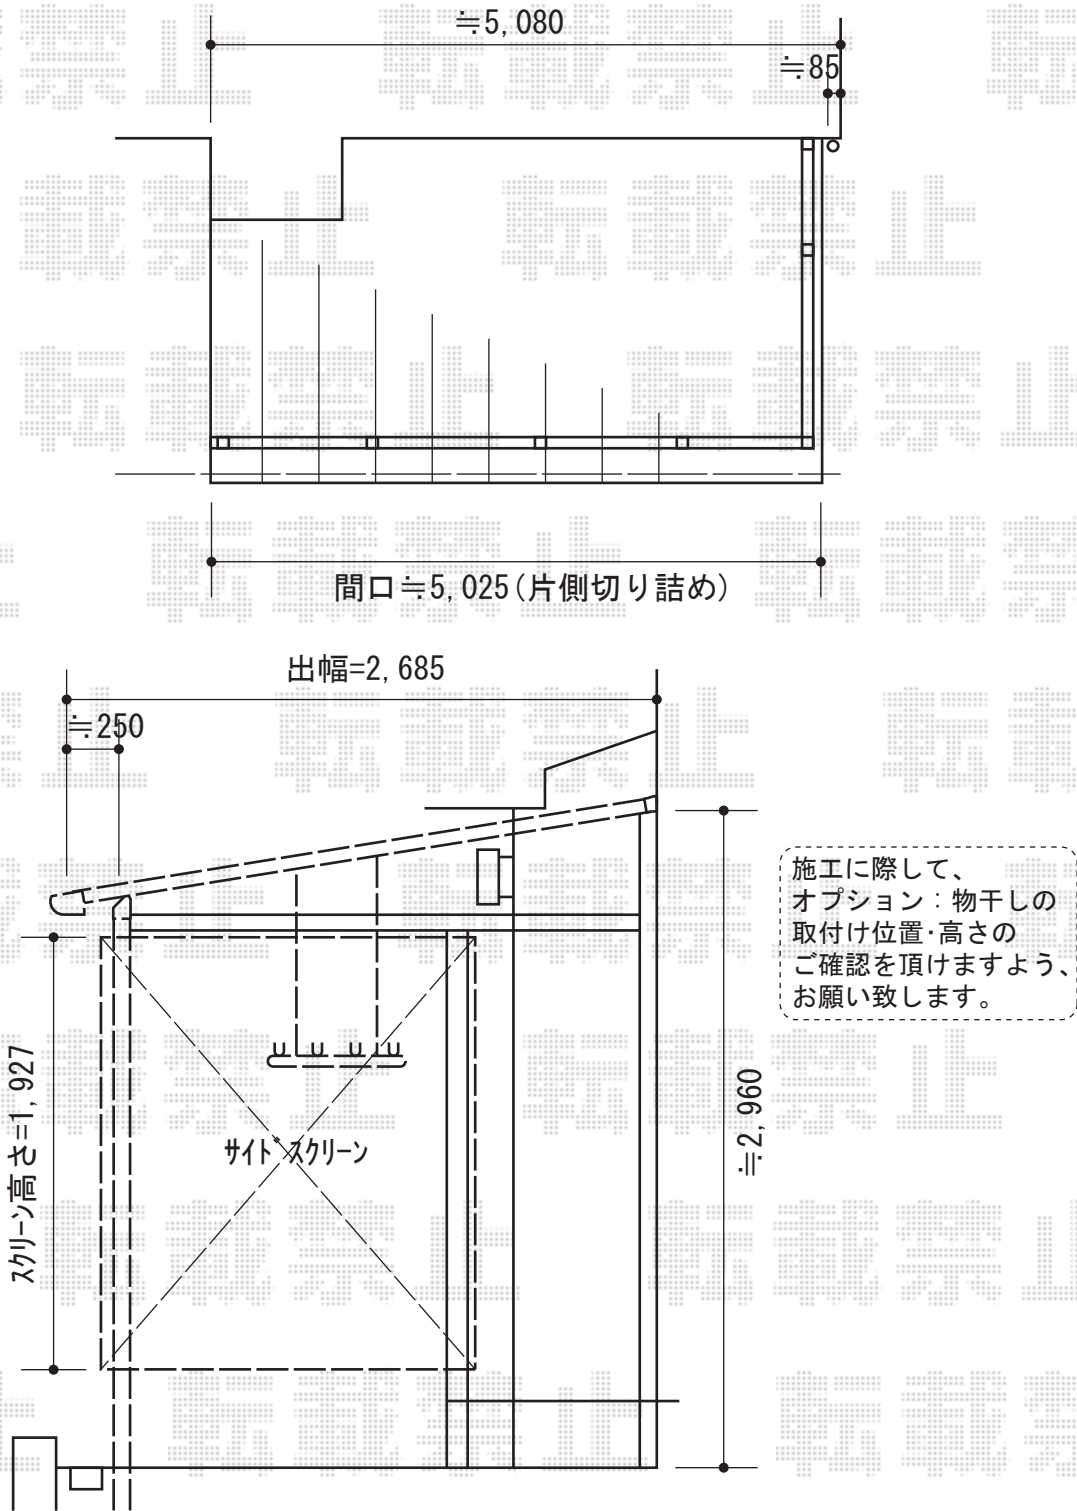 ≒5,080
≒85
間口≒5,025(片側切り詰め)
出幅=2,685
≒250
施工に際して、
オプション：物干しの
取付け位置･高さの
ご確認を頂けますよう、
お願い致します。
スクリーン高さ=1,927
サイドスクリーン
≒2,960
転載禁止